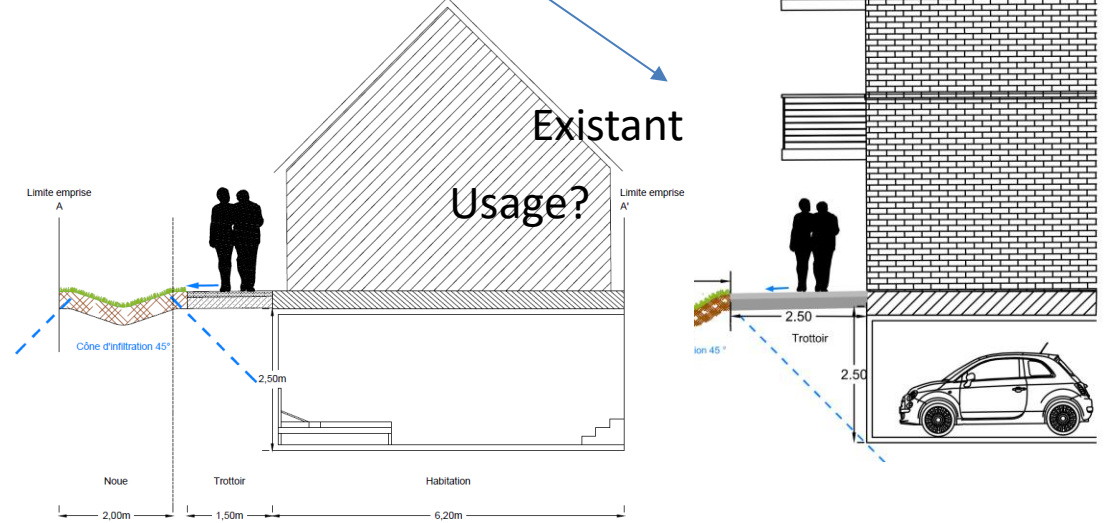 Existant
Usage?
Limite emprise
A
Limite emprise
A'
Cône d'infiltration 45°
2,50m
Noue
Trottoir
Habitation
2,00m
1,50m
6,20m
2.50
Trottoir
ion 45 °
2.50